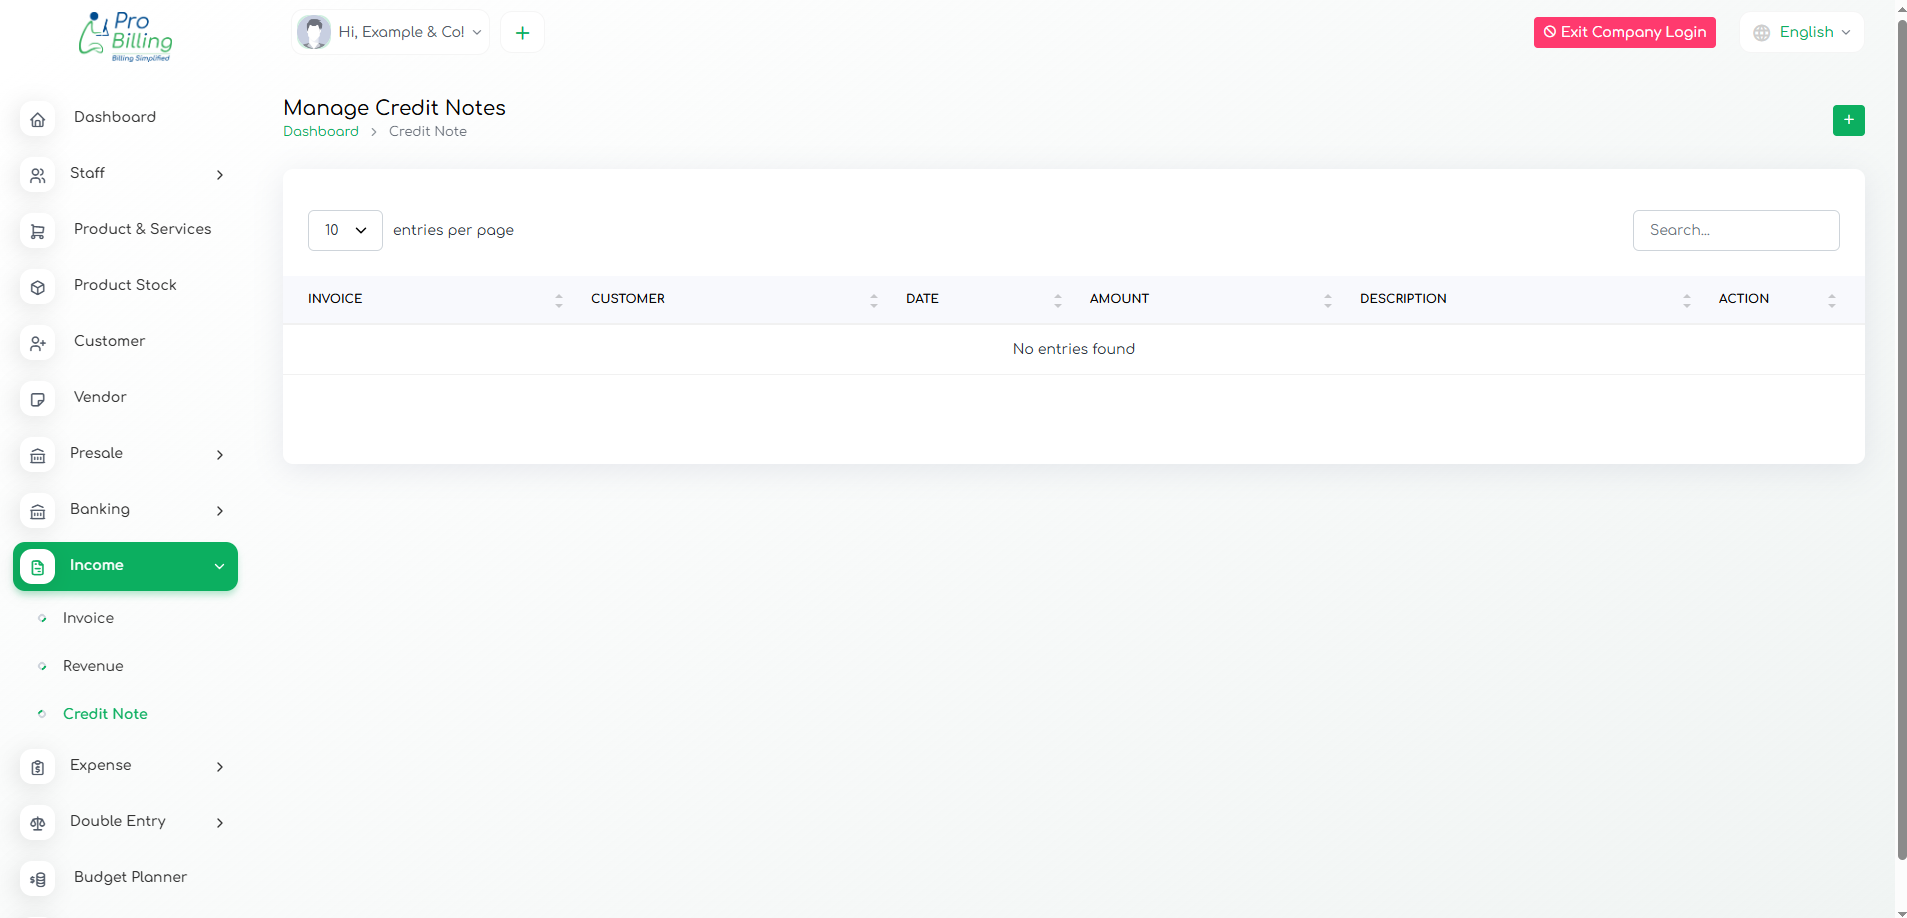 Pro
Billing
Billing Simplified
Hi, Example & Co!
+
Exit Company Login
English
Dashboard
Staff
Product & Services
Product Stock
Customer
Vendor
Presale
Banking
Income
Invoice
Revenue
Credit Note
Expense
Double Entry
Budget Planner
Manage Credit Notes
Dashboard > Credit Note
+
10 entries per page
Search...
INVOICE CUSTOMER DATE AMOUNT DESCRIPTION ACTION
No entries found